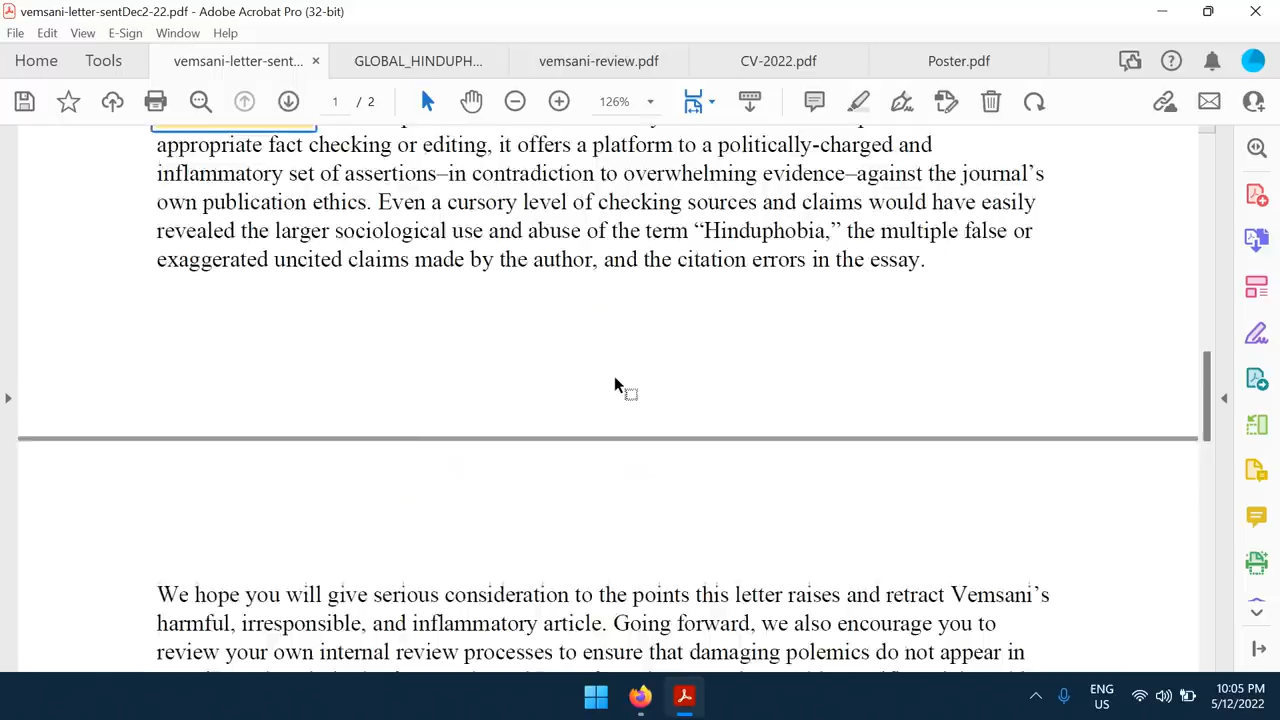 vemsani-letter-sentDec2-22.pdf - Adobe Acrobat Pro (32-bit)
File Edit View E-Sign Window Help
Home Tools vemsani-letter-sent... × GLOBAL_HINDUPH... vemsani-review.pdf CV-2022.pdf Poster.pdf
1 / 2 126%
appropriate fact checking or editing, it offers a platform to a politically-charged and
inflammatory set of assertions–in contradiction to overwhelming evidence–against the journal’s
own publication ethics. Even a cursory level of checking sources and claims would have easily
revealed the larger sociological use and abuse of the term “Hinduphobia,” the multiple false or
exaggerated uncited claims made by the author, and the citation errors in the essay.
We hope you will give serious consideration to the points this letter raises and retract Vemsani’s
harmful, irresponsible, and inflammatory article. Going forward, we also encourage you to
review your own internal review processes to ensure that damaging polemics do not appear in
ENG
US
10:05 PM
5/12/2022